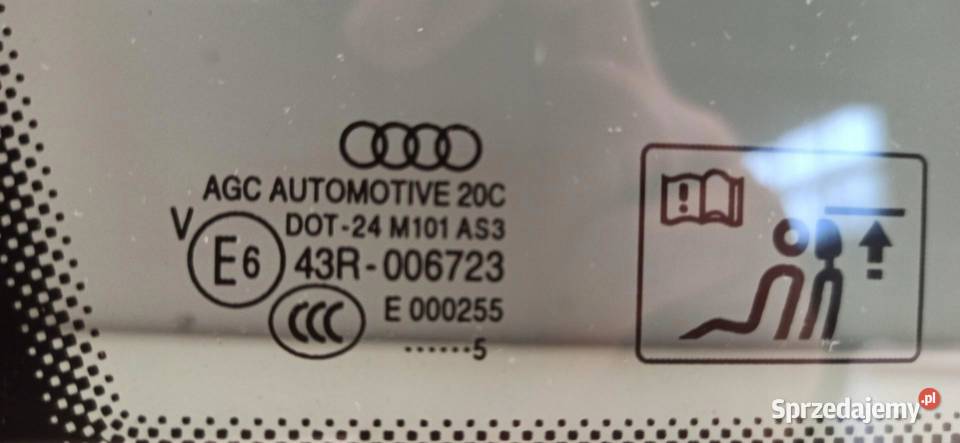 AGC AUTOMOTIVE 20C
DOT-24 M101 AS3
V
E6
43R-006723
CCC
E 000255
······5
!
Sprzedajemy.pl